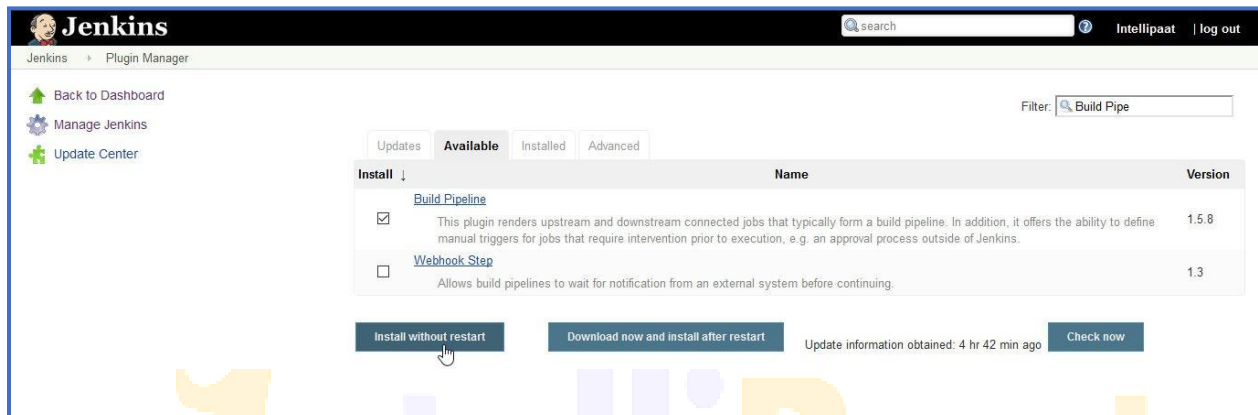 Jenkins
search
Intellipaat | log out
Jenkins Plugin Manager
Back to Dashboard
Manage Jenkins
Update Center
Filter: Build Pipe
Updates Available Installed Advanced
Install ↓ Name Version
Build Pipeline
This plugin renders upstream and downstream connected jobs that typically form a build pipeline. In addition, it offers the ability to define
manual triggers for jobs that require intervention prior to execution, e.g. an approval process outside of Jenkins.
1.5.8
Webhook Step
Allows build pipelines to wait for notification from an external system before continuing.
1.3
Install without restart Download now and install after restart Update information obtained: 4 hr 42 min ago Check now